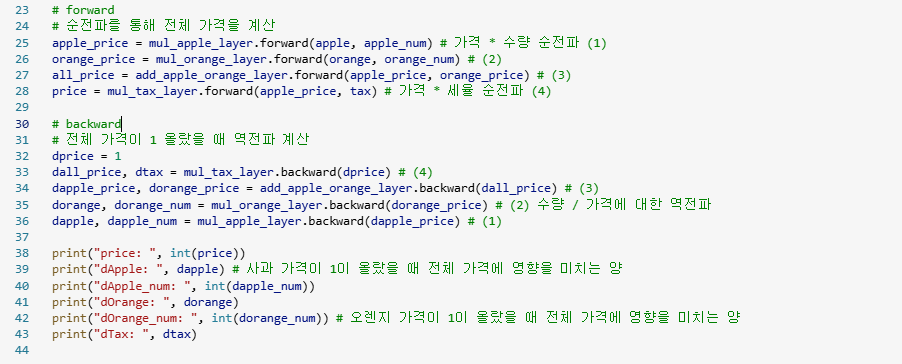 23 # forward
24 # 순전파를 통해 전체 가격을 계산
25 apple_price = mul_apple_layer.forward(apple, apple_num) # 가격 * 수량 순전파 (1)
26 orange_price = mul_orange_layer.forward(orange, orange_num) # (2)
27 all_price = add_apple_orange_layer.forward(apple_price, orange_price) # (3)
28 price = mul_tax_layer.forward(apple_price, tax) # 가격 * 세율 순전파 (4)
29
30 # backward
31 # 전체 가격이 1 올랐을 때 역전파 계산
32 dprice = 1
33 dall_price, dtax = mul_tax_layer.backward(dprice) # (4)
34 dapple_price, dorange_price = add_apple_orange_layer.backward(dall_price) # (3)
35 dorange, dorange_num = mul_orange_layer.backward(dorange_price) # (2) 수량 / 가격에 대한 역전파
36 dapple, dapple_num = mul_apple_layer.backward(dapple_price) # (1)
37
38 print("price: ", int(price))
39 print("dApple: ", dapple) # 사과 가격이 1이 올랐을 때 전체 가격에 영향을 미치는 양
40 print("dApple_num: ", int(dapple_num))
41 print("dOrange: ", dorange)
42 print("dOrange_num: ", int(dorange_num)) # 오렌지 가격이 1이 올랐을 때 전체 가격에 영향을 미치는 양
43 print("dTax: ", dtax)
44